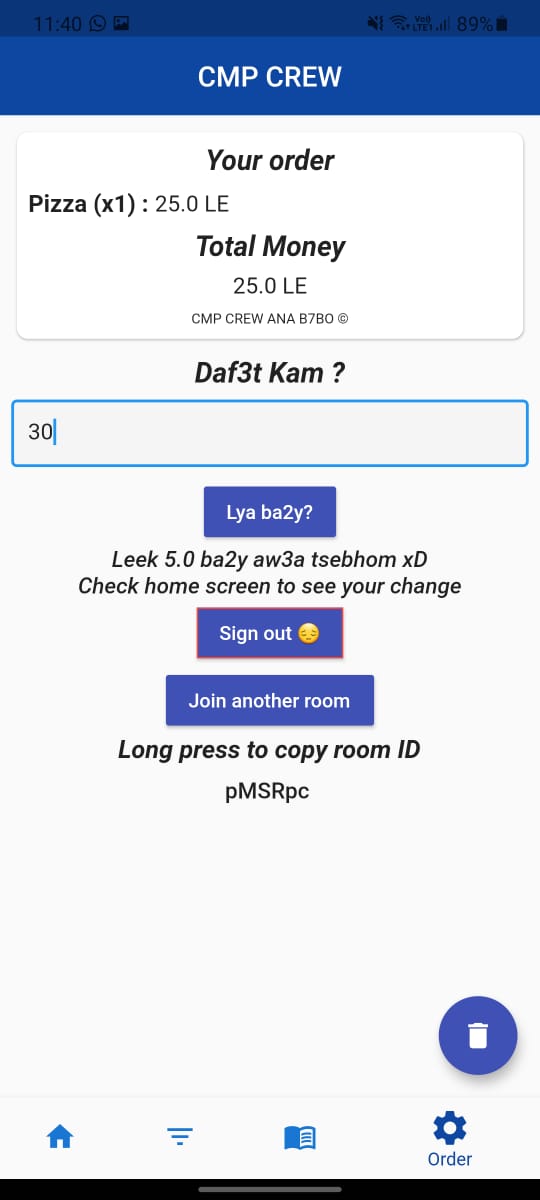 11:40
Vo)) 89%
LTE1
CMP CREW
Your order
Pizza (x1) : 25.0 LE
Total Money
25.0 LE
CMP CREW ANA B7BO ©
Daf3t Kam ?
30
Lya ba2y?
Leek 5.0 ba2y aw3a tsebhom xD
Check home screen to see your change
Sign out 😔
Join another room
Long press to copy room ID
pMSRpc
Order